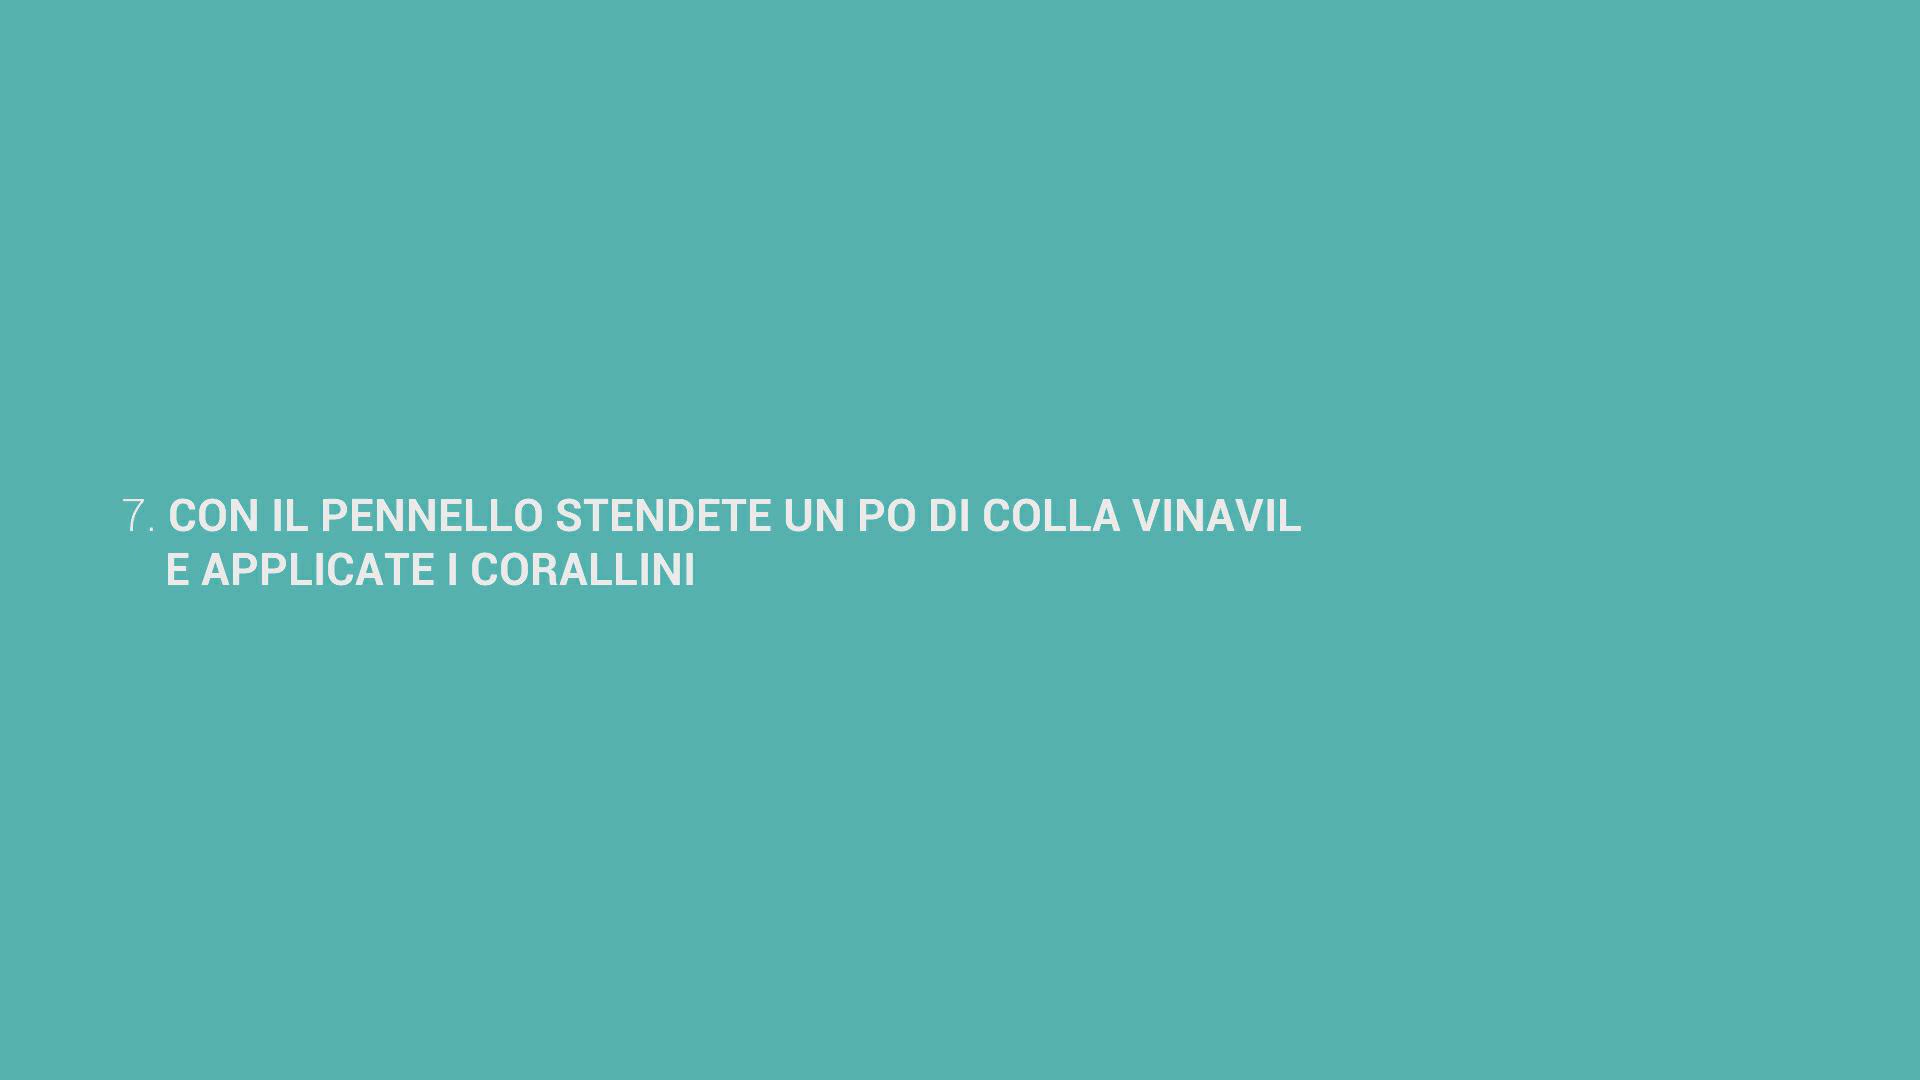 7. CON IL PENNELLO STENDETE UN PO DI COLLA VINAVIL
E APPLICATE I CORALLINI